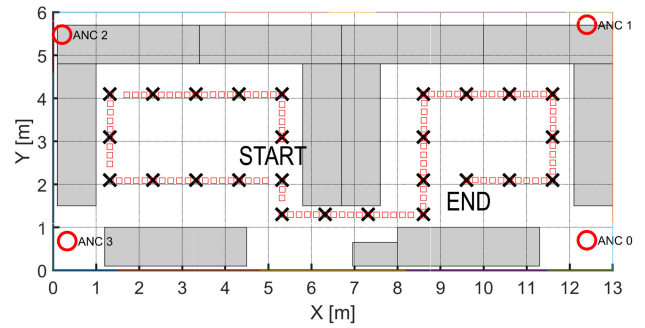 6
5
4
3
2
1
0
Y [m]
ANC 2
ANC 1
START
END
ANC 3
ANC 0
0 1 2 3 4 5 6 7 8 9 10 11 12 13
X [m]